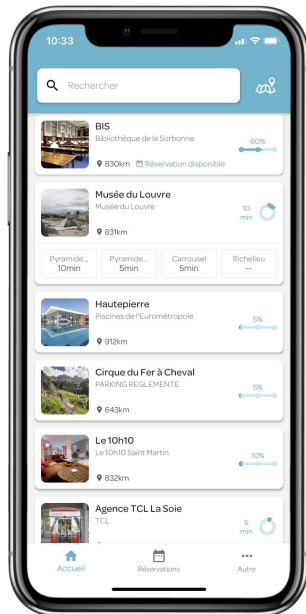 10:33
Rechercher
BIS
Bibliothèque de la Sorbonne
60%
830km Réservation disponible
Musée du Louvre
Musée du Louvre
10
min
831km
Pyramide... Pyramide... Carrousel Richelieu
10min 5min 5min --
Hautepierre
Piscines de l'Eurométropole
5%
912km
Cirque du Fer à Cheval
PARKING REGLEMENTE
5%
643km
Le 10h10
Le 10h10 Saint Martin
10%
832km
Agence TCL La Soie
TCL
5
min
Accueil Réservations Autre